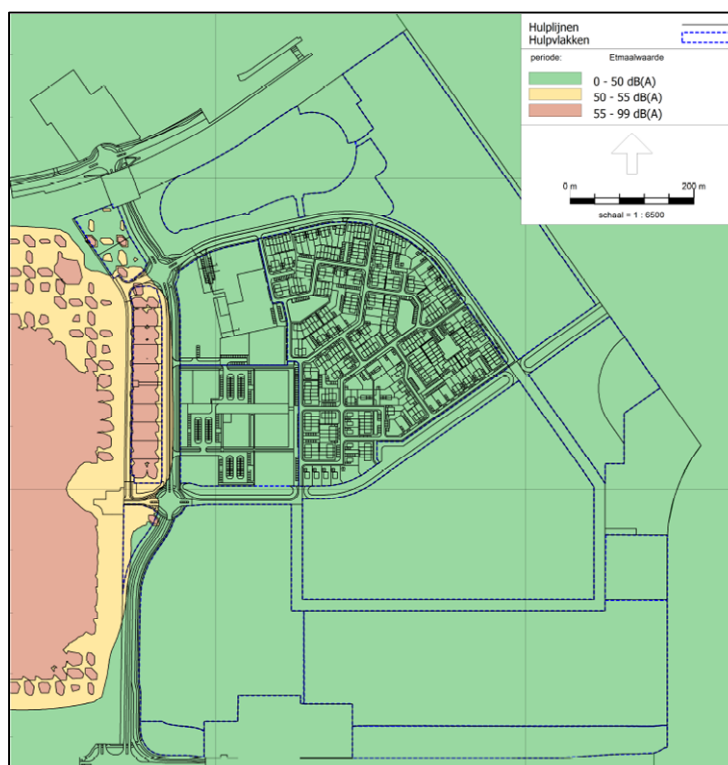 Hulplijnen
Hulpvlakken
periode: Etmaalwaarde
0 - 50 dB(A)
50 - 55 dB(A)
55 - 99 dB(A)
0 m 200 m
schaal = 1 : 6500